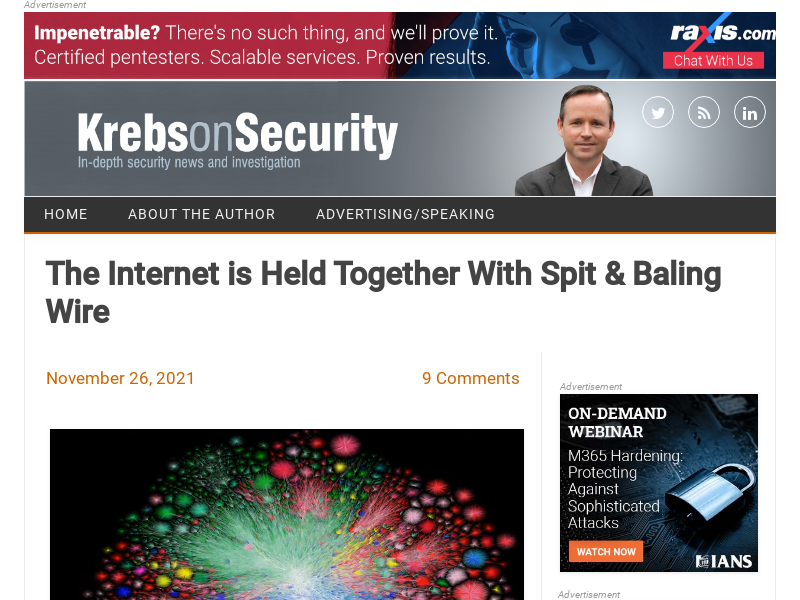 Advertisement
Impenetrable? There's no such thing, and we'll prove it.
Certified pentesters. Scalable services. Proven results.
raxis.com
Chat With Us
KrebsonSecurity
In-depth security news and investigation
HOME ABOUT THE AUTHOR ADVERTISING/SPEAKING
The Internet is Held Together With Spit & Baling
Wire
November 26, 2021 9 Comments
Advertisement
ON-DEMAND
WEBINAR
M365 Hardening:
Protecting
Against
Sophisticated
Attacks
WATCH NOW
IANS
Advertisement